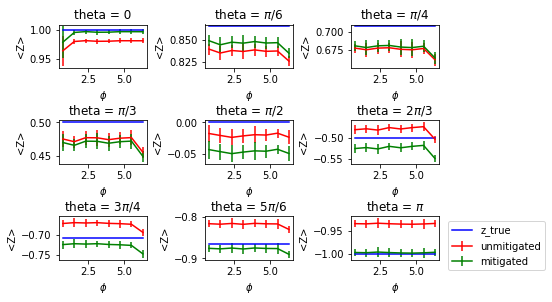 theta = 0
theta = π/6
theta = π/4
1.00
0.95
<Z>
2.5
5.0
ϕ
0.850
0.825
<Z>
2.5
5.0
ϕ
0.700
0.675
<Z>
2.5
5.0
ϕ
theta = π/3
theta = π/2
theta = 2π/3
0.50
0.45
<Z>
2.5
5.0
ϕ
0.00
−0.05
<Z>
2.5
5.0
ϕ
−0.50
−0.55
<Z>
2.5
5.0
ϕ
theta = 3π/4
theta = 5π/6
theta = π
−0.70
−0.75
<Z>
2.5
5.0
ϕ
−0.8
−0.9
<Z>
2.5
5.0
ϕ
−0.95
−1.00
<Z>
2.5
5.0
ϕ
z_true
unmitigated
mitigated